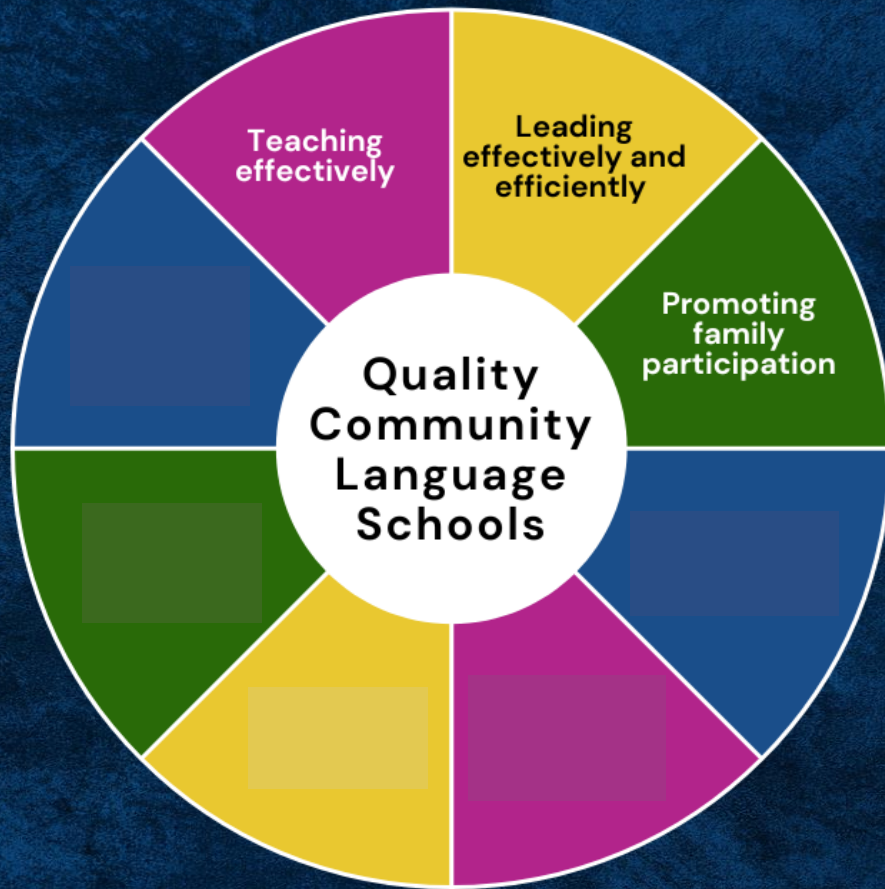 Teaching
effectively
Leading
effectively and
efficiently
Promoting
family
participation
Quality
Community
Language
Schools